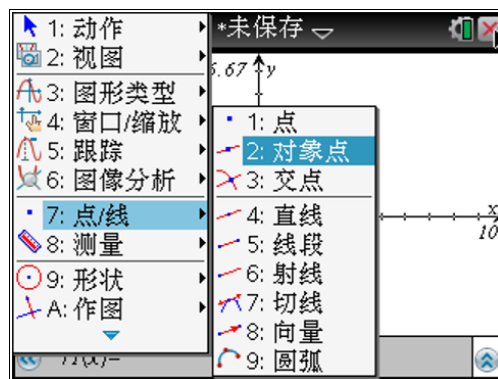 1: 动作
2: 视图
3: 图形类型
4: 窗口/缩放
5: 跟踪
6: 图像分析
7: 点/线
8: 测量
9: 形状
A: 作图
*未保存
6.67
y
1: 点
2: 对象点
3: 交点
4: 直线
5: 线段
6: 射线
7: 切线
8: 向量
9: 圆弧
x
10